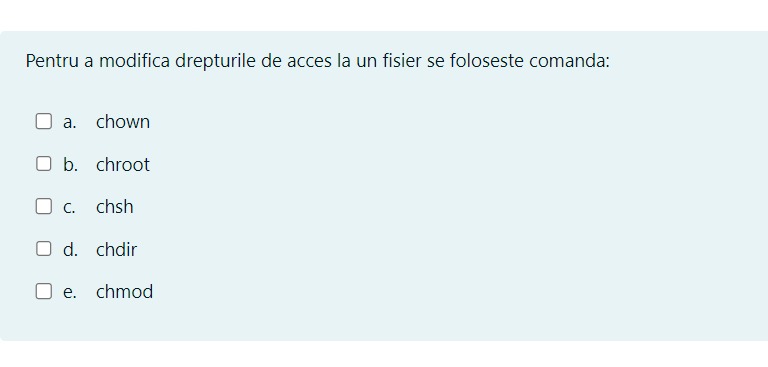 Pentru a modifica drepturile de acces la un fisier se foloseste comanda:
a. chown
b. chroot
c. chsh
d. chdir
e. chmod